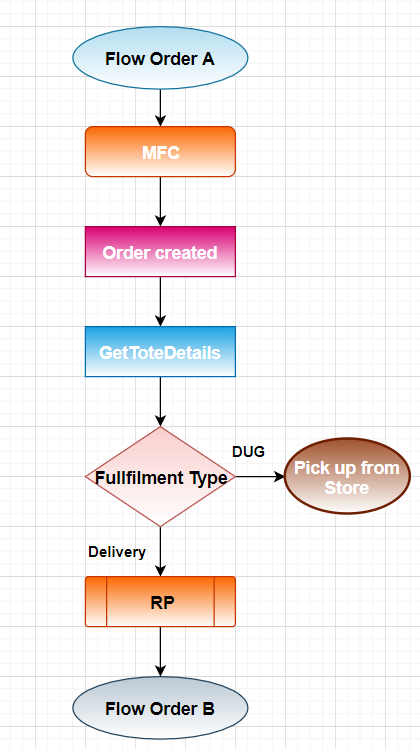 Flow Order A
MFC
Order created
GetToteDetails
Fullfilment Type
DUG
Pick up from
Store
Delivery
RP
Flow Order B